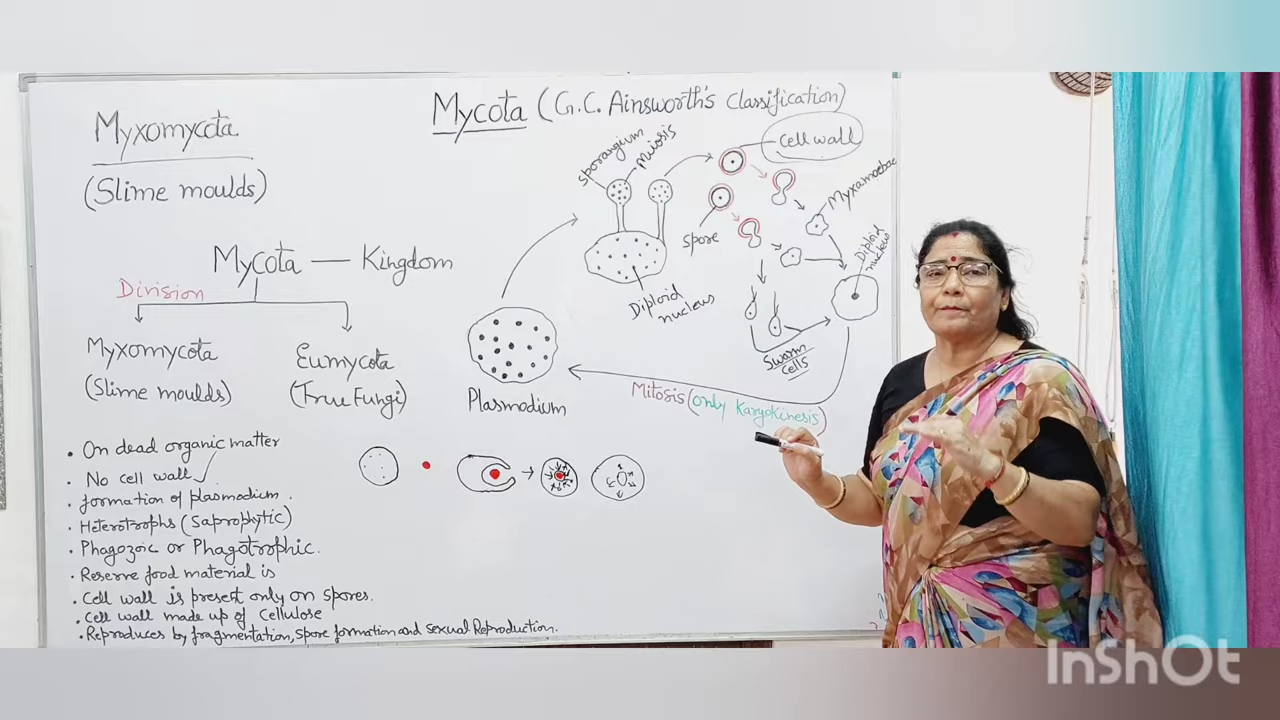 Mycota (G.C. Ainsworth's Classification)
Myxomycota
(Slime moulds)
Mycota — Kingdom
Division
Myxomycota
(Slime moulds)
Eumycota
(True Fungi)
• On dead organic matter
• No cell wall
• formation of plasmodium.
• Heterotrophs (Saprophytic)
• Phagozoic or Phagotrophic.
• Reserve food material is
• Cell wall is present only on spores.
• Cell wall made up of Cellulose
• Reproduces by fragmentation, spore formation and sexual Reproduction.
sporangium
Meiosis
Cell wall
Myxamoebae
spore
Diploid
nucleus
Diploid
nucleus
Swarm
cells
Plasmodium
Mitosis (only Karyokinesis)
InShOt